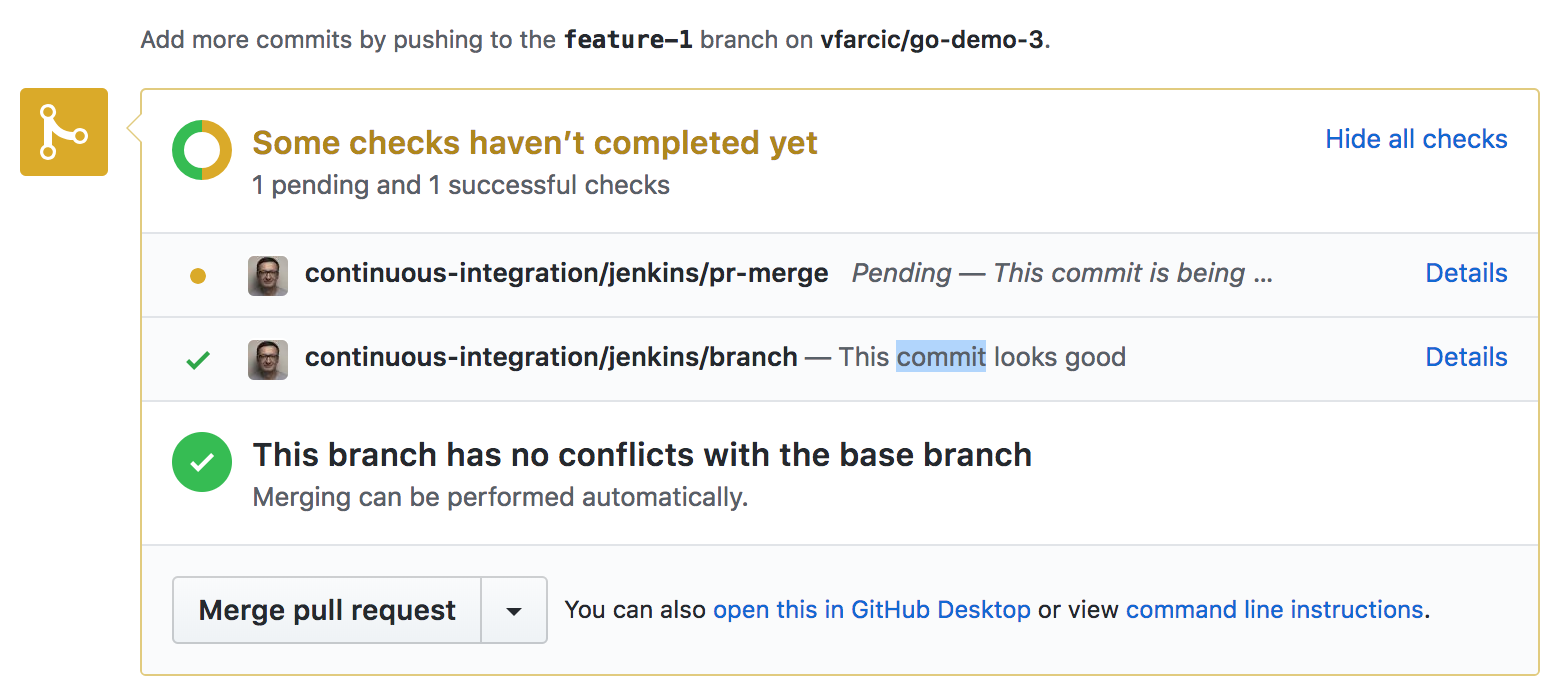 Add more commits by pushing to the feature-1 branch on vfarcic/go-demo-3.
Some checks haven’t completed yet
Hide all checks
1 pending and 1 successful checks
continuous-integration/jenkins/pr-merge Pending — This commit is being ... Details
continuous-integration/jenkins/branch — This commit looks good Details
This branch has no conflicts with the base branch
Merging can be performed automatically.
Merge pull request You can also open this in GitHub Desktop or view command line instructions.